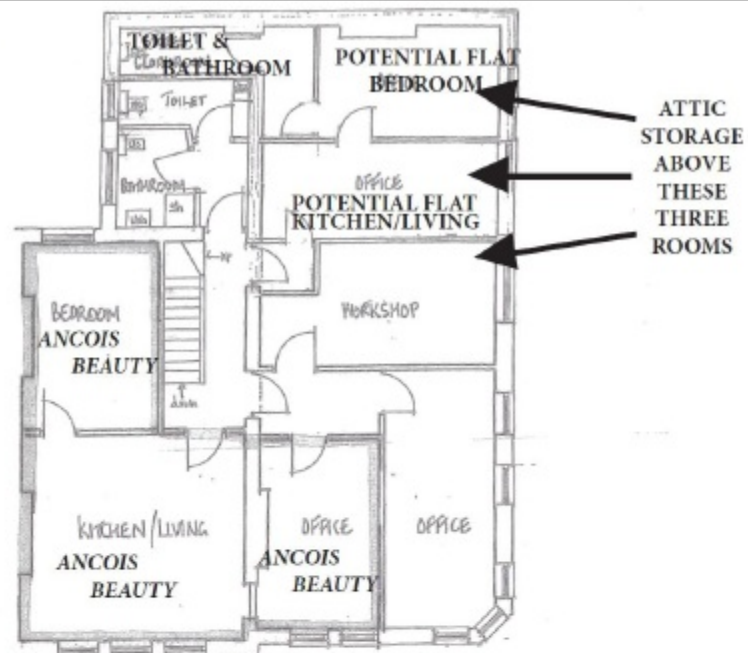 TOILET &
BATHROOM
POTENTIAL FLAT
BEDROOM
TOILET
BATHROOM
OFFICE
POTENTIAL FLAT
KITCHEN/LIVING
ATTIC
STORAGE
ABOVE
THESE
THREE
ROOMS
UP
BEDROOM
ANCOIS
BEAUTY
WORKSHOP
down
KITCHEN/LIVING
ANCOIS
BEAUTY
OFFICE
ANCOIS
BEAUTY
OFFICE